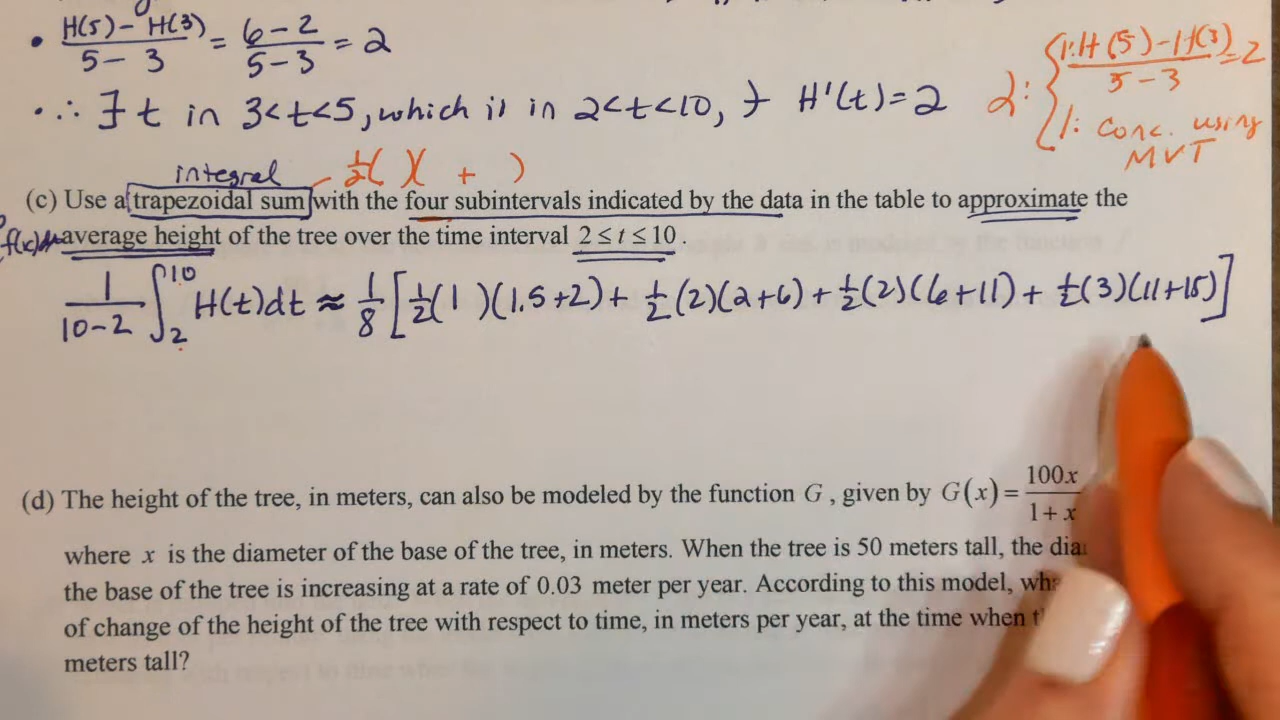 • H(5) - H(3) / 5 - 3 = 6 - 2 / 5 - 3 = 2
• ∴ ∃ t in 3<t<5, which is in 2<t<10, ∋ H'(t) = 2
2: { 1: H(5) - H(3) / 5 - 3 = 2
1: conc. using
MVT
integral - ½( )( + )
(c) Use a trapezoidal sum with the four subintervals indicated by the data in the table to approximate the
f(x) average height of the tree over the time interval 2 ≤ t ≤ 10.
1/10-2 ∫₂¹⁰ H(t)dt ≈ 1/8 [½(1)(1.5+2) + ½(2)(2+6) + ½(2)(6+11) + ½(3)(11+15)]
(d) The height of the tree, in meters, can also be modeled by the function G, given by G(x) = 100x / 1 + x
where x is the diameter of the base of the tree, in meters. When the tree is 50 meters tall, the dia
the base of the tree is increasing at a rate of 0.03 meter per year. According to this model, wha
of change of the height of the tree with respect to time, in meters per year, at the time when t
meters tall?